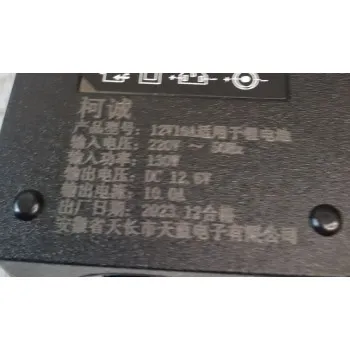 柯诚
产品型号：12V10A适用于锂电池
输入电压：220V～50Hz
输入功率：130W
输出电压：DC 12.6V
输出电流：10.0A
出厂日期：2023.12合格
安徽省天长市天嘉电子有限公司